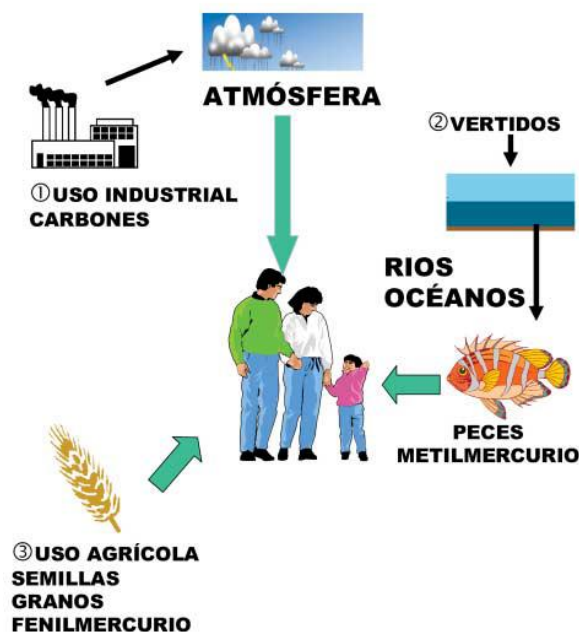 ATMÓSFERA
①USO INDUSTRIAL
CARBONES
②VERTIDOS
RIOS
OCÉANOS
PECES
METILMERCURIO
③USO AGRÍCOLA
SEMILLAS
GRANOS
FENILMERCURIO